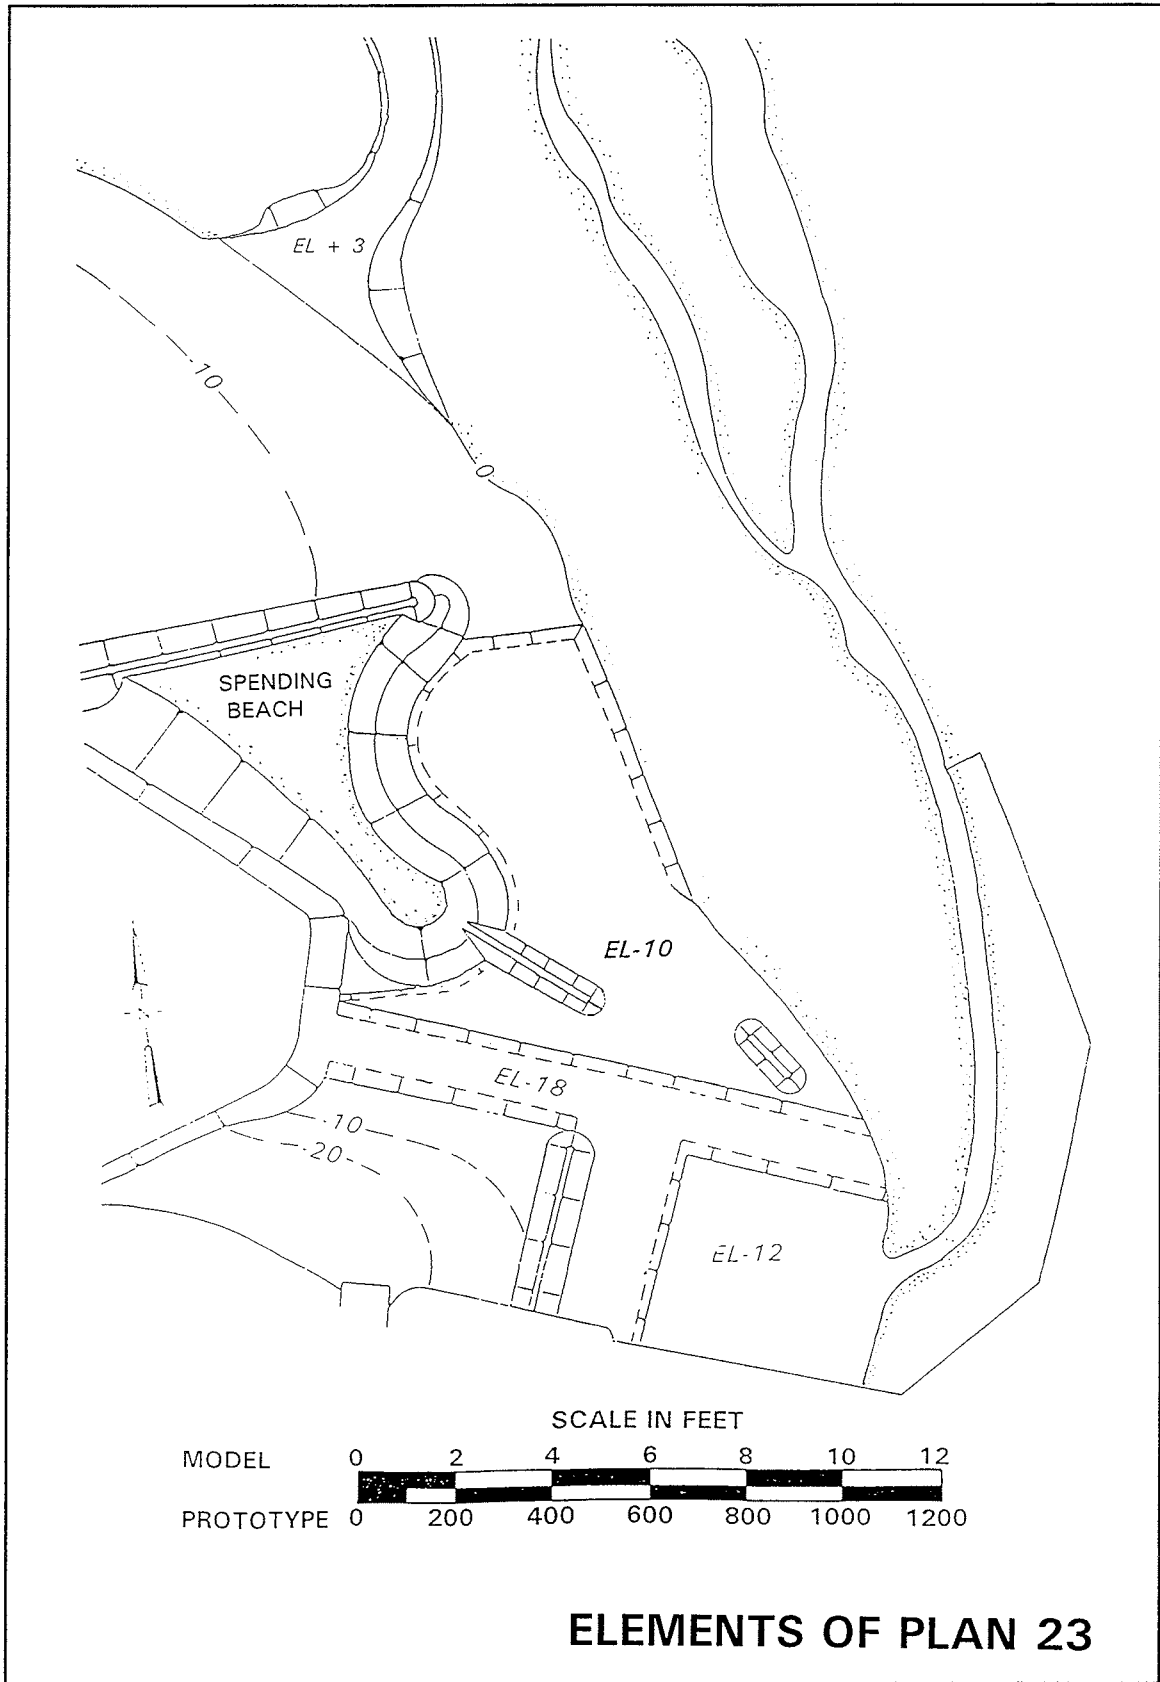 EL + 3
-10
0
SPENDING
BEACH
EL-10
EL-18
-10
-20
EL-12
SCALE IN FEET
MODEL 0 2 4 6 8 10 12
PROTOTYPE 0 200 400 600 800 1000 1200
ELEMENTS OF PLAN 23